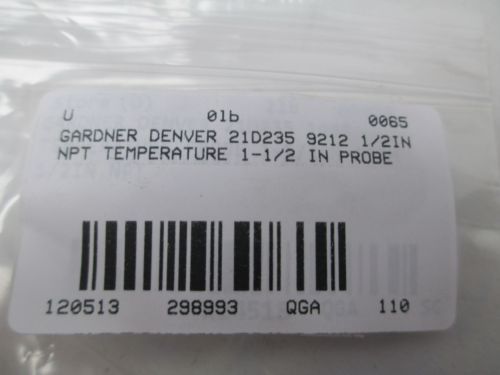 U 01b 0065
GARDNER DENVER 21D235 9212 1/2IN
NPT TEMPERATURE 1-1/2 IN PROBE
120513 298993 QGA 110